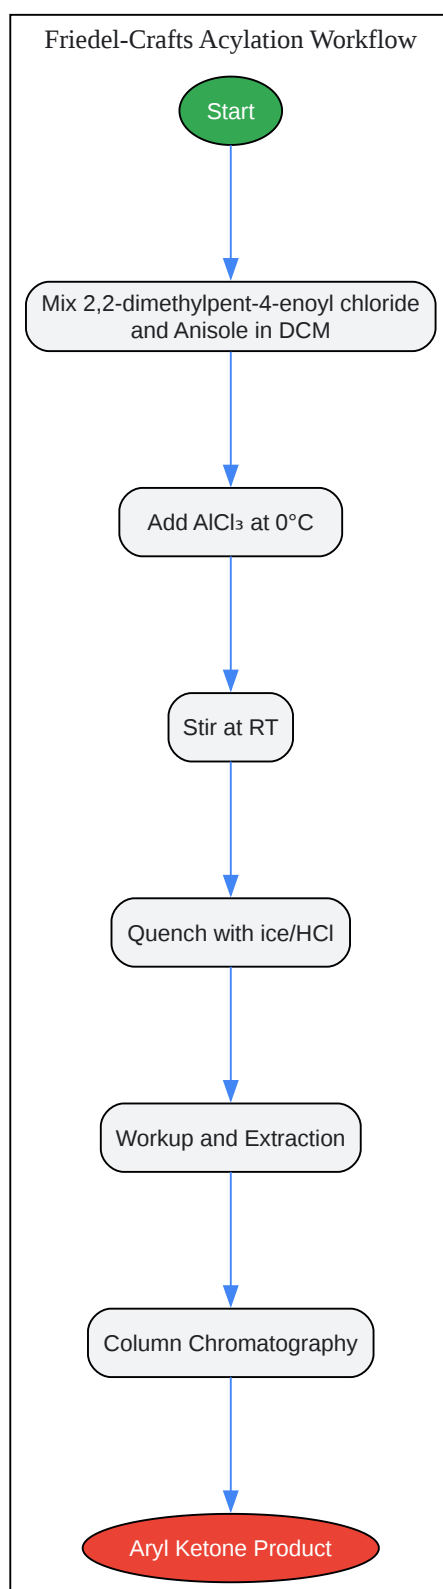 Friedel-Crafts Acylation Workflow
Start
Mix 2,2-dimethylpent-4-enoyl chloride
and Anisole in DCM
Add AlCl₃ at 0°C
Stir at RT
Quench with ice/HCl
Workup and Extraction
Column Chromatography
Aryl Ketone Product